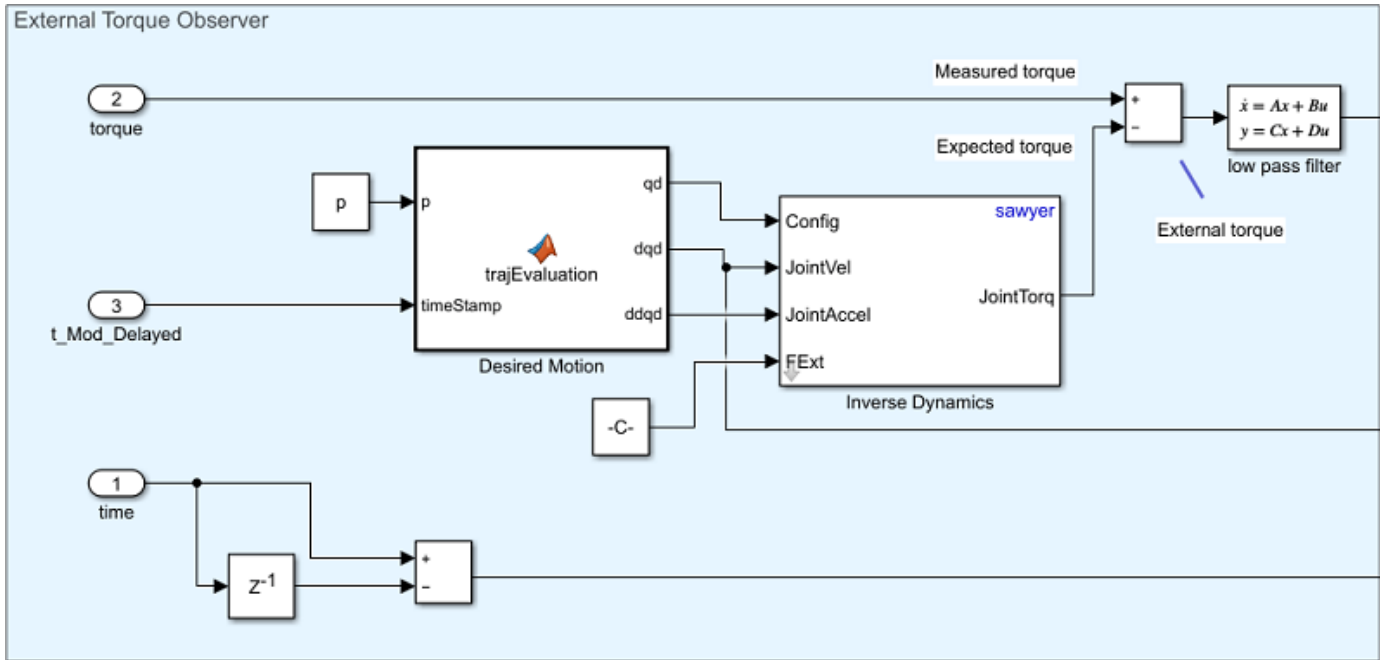 External Torque Observer
Measured torque
2
torque
+
−
ẋ = Ax + Bu
y = Cx + Du
low pass filter
Expected torque
External torque
p
p
timeStamp
trajEvaluation
qd
dqd
ddqd
Desired Motion
3
t_Mod_Delayed
sawyer
Config
JointVel
JointAccel
FExt
JointTorq
Inverse Dynamics
-C-
1
time
Z-1
+
−